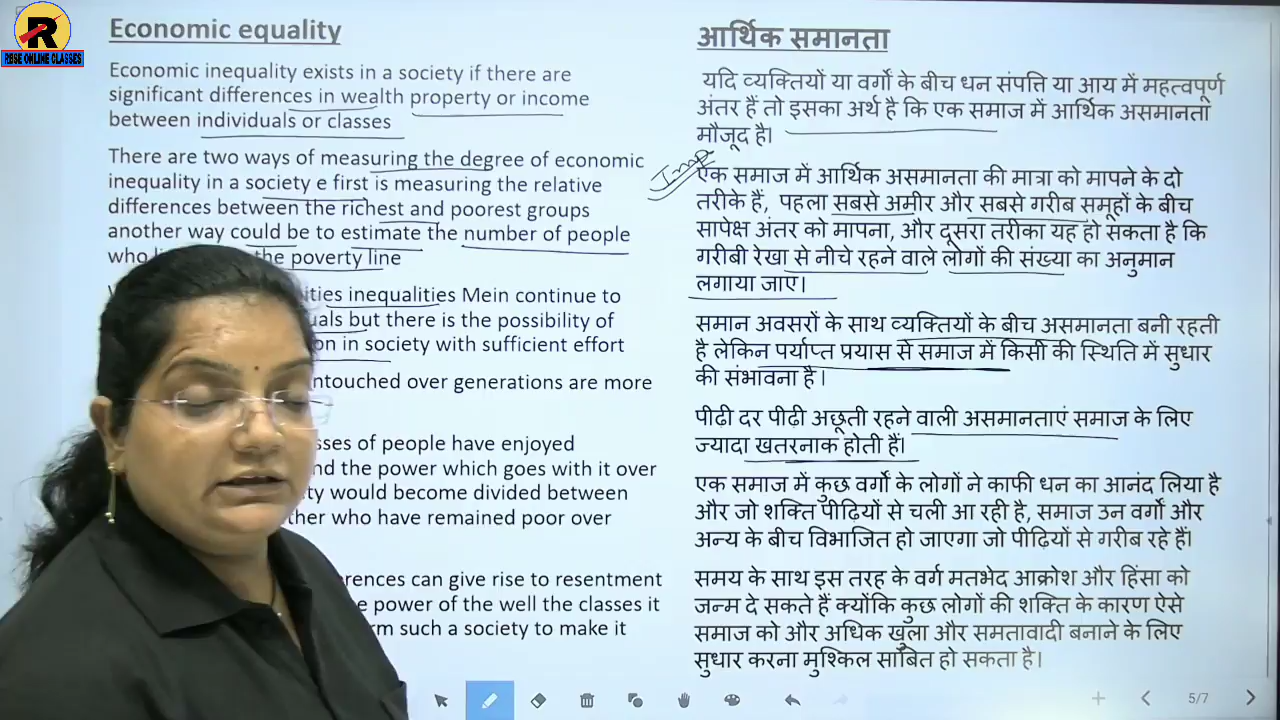 R
RBSE ONLINE CLASSES
Economic equality
Economic inequality exists in a society if there are
significant differences in wealth property or income
between individuals or classes
There are two ways of measuring the degree of economic
inequality in a society e first is measuring the relative
differences between the richest and poorest groups
another way could be to estimate the number of people
who the poverty line
ities inequalities Mein continue to
uals but there is the possibility of
on in society with sufficient effort
ntouched over generations are more
sses of people have enjoyed
nd the power which goes with it over
ty would become divided between
ther who have remained poor over
erences can give rise to resentment
e power of the well the classes it
rm such a society to make it
आर्थिक समानता
यदि व्यक्तियों या वर्गो के बीच धन संपत्ति या आय में महत्वपूर्ण
अंतर हैं तो इसका अर्थ है कि एक समाज में आर्थिक असमानता
मौजूद है।
Imp
एक समाज में आर्थिक असमानता की मात्रा को मापने के दो
तरीके हैं, पहला सबसे अमीर और सबसे गरीब समूहों के बीच
सापेक्ष अंतर को मापना, और दूसरा तरीका यह हो सकता है कि
गरीबी रेखा से नीचे रहने वाले लोगों की संख्या का अनुमान
लगाया जाए।
समान अवसरों के साथ व्यक्तियों के बीच असमानता बनी रहती
है लेकिन पर्याप्त प्रयास से समाज में किसी की स्थिति में सुधार
की संभावना है।
पीढ़ी दर पीढ़ी अछूती रहने वाली असमानताएं समाज के लिए
ज्यादा खतरनाक होती हैं।
एक समाज में कुछ वर्गो के लोगों ने काफी धन का आनंद लिया है
और जो शक्ति पीढ़ियों से चली आ रही है, समाज उन वर्गों और
अन्य के बीच विभाजित हो जाएगा जो पीढ़ियों से गरीब रहे हैं।
समय के साथ इस तरह के वर्ग मतभेद आक्रोश और हिंसा को
जन्म दे सकते हैं क्योंकि कुछ लोगों की शक्ति के कारण ऐसे
समाज को और अधिक खुला और समतावादी बनाने के लिए
सुधार करना मुश्किल साबित हो सकता है।
5/7